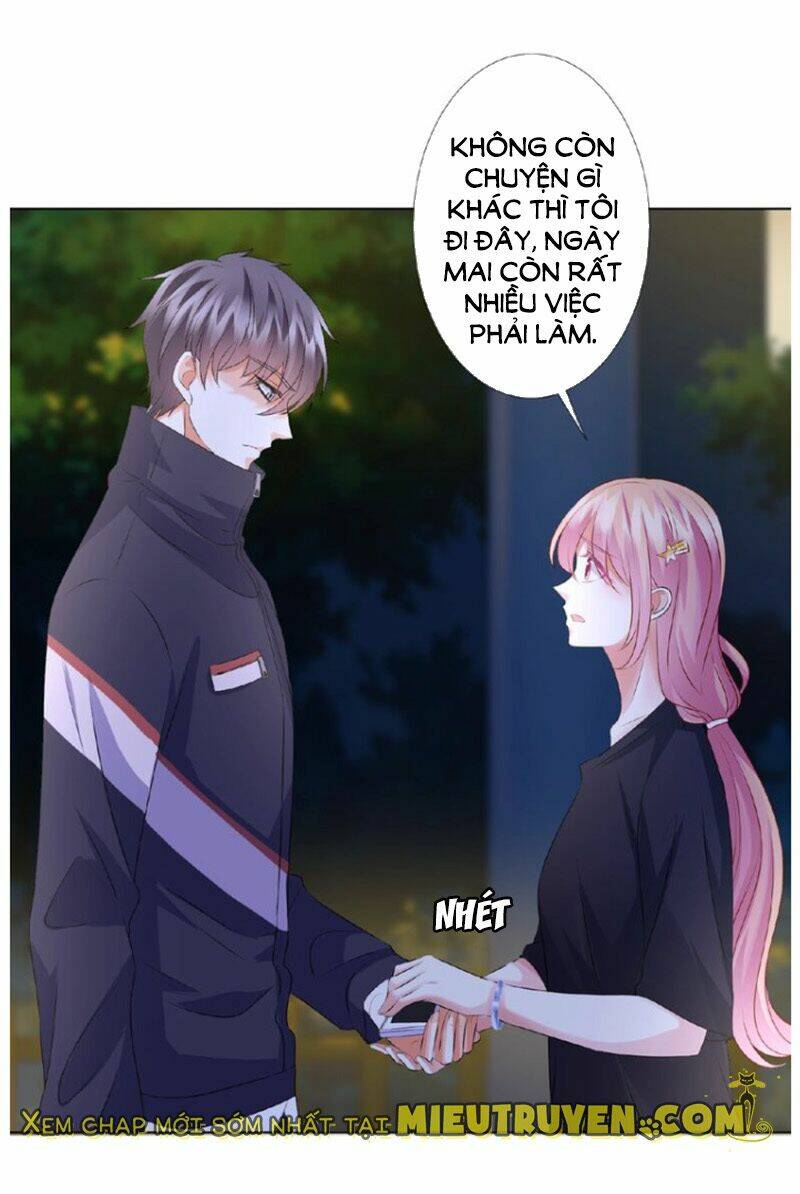 KHÔNG CÒN
CHUYỆN GÌ
KHÁC THÌ TÔI
ĐI ĐÂY, NGÀY
MAI CÒN RẤT
NHIỀU VIỆC
PHẢI LÀM.
NHÉT
XEM CHAP MỚI SỚM NHẤT TẠI MIEUTRUYEN.COM